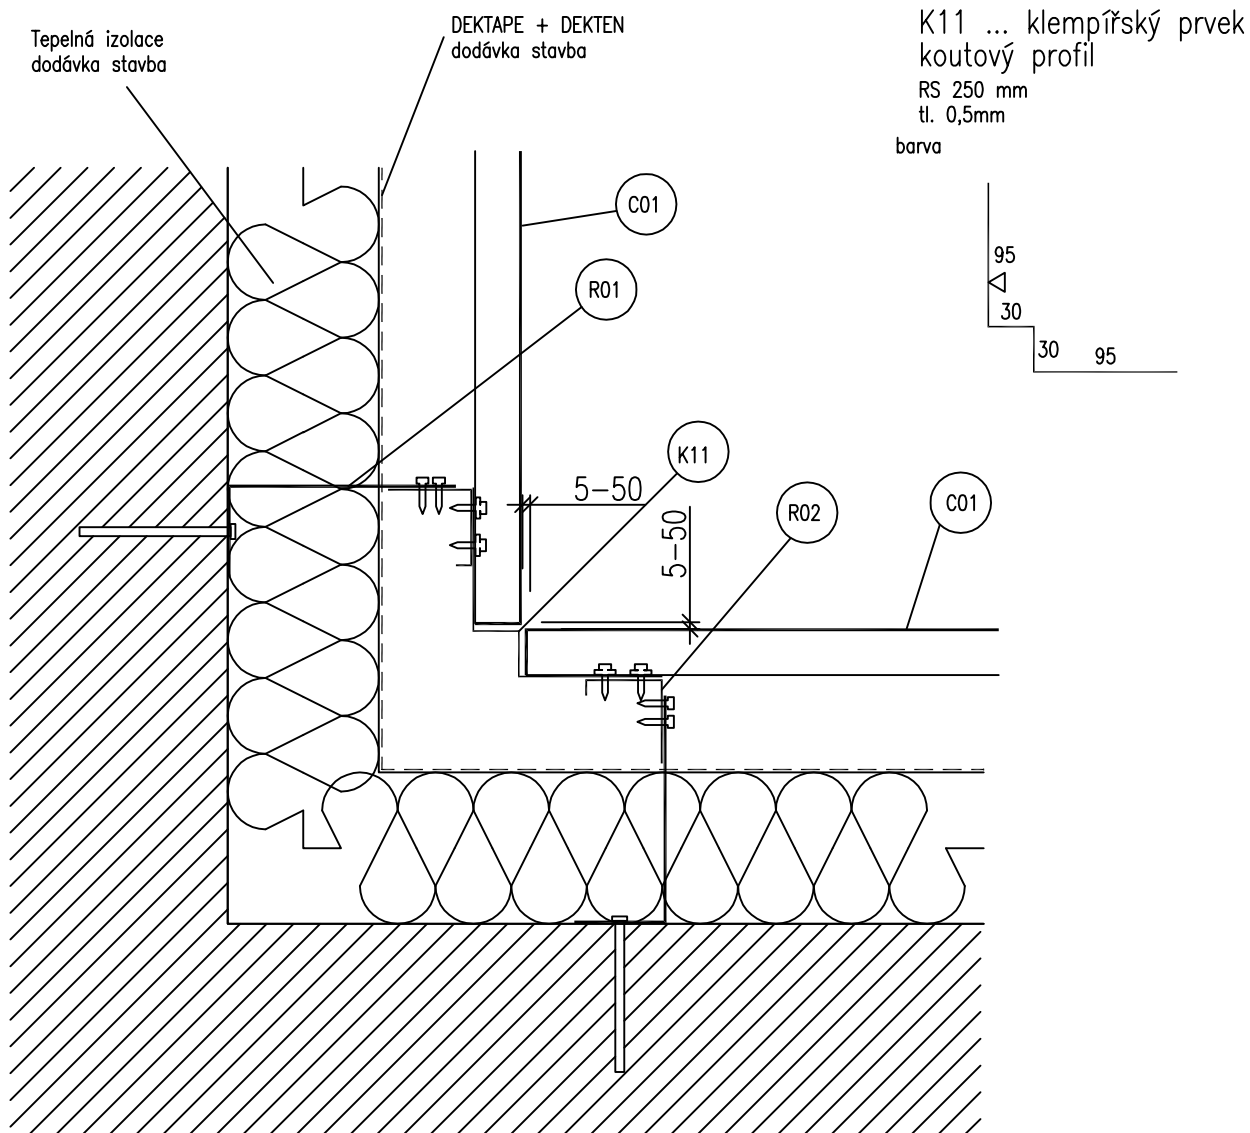 Tepelná izolace
dodávka stavba
DEKTAPE + DEKTEN
dodávka stavba
K11 ... klempířský prvek
koutový profil
RS 250 mm
tl. 0,5mm
barva
C01
R01
95
30
30
95
K11
5-50
C01
R02
5-50